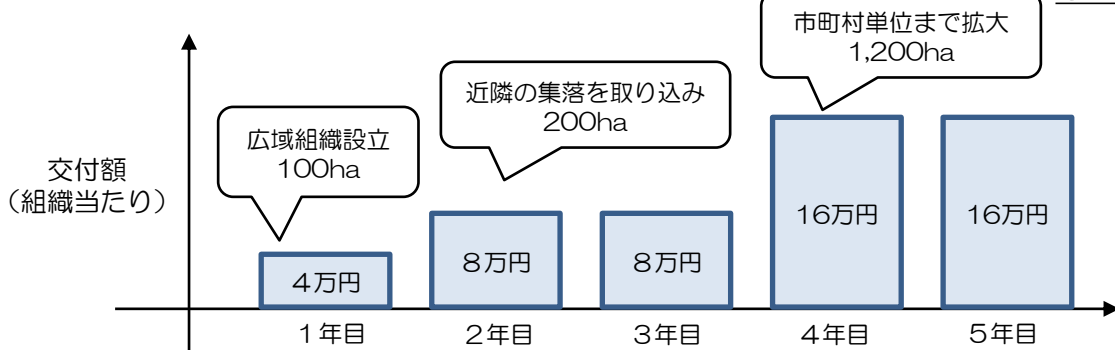 市町村単位まで拡大
1,200ha
近隣の集落を取り込み
200ha
広域組織設立
100ha
交付額
（組織当たり）
４万円
８万円
８万円
16万円
16万円
１年目
２年目
３年目
４年目
５年目